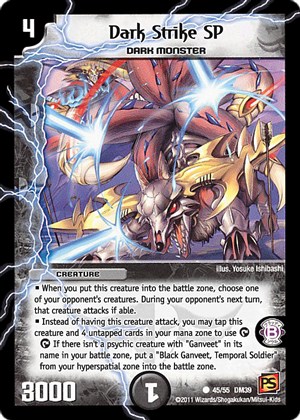 4
Dark Strike SP
DARK MONSTER
illus. Yosuke Ishibashi
CREATURE
■ When you put this creature into the battle zone, choose one
of your opponent's creatures. During your opponent's next turn,
that creature attacks if able.
■ Instead of having this creature attack, you may tap this
creature and 4 untapped cards in your mana zone to use
If there isn't a psychic creature with "Ganveet" in its
name in your battle zone, put a "Black Ganveet, Temporal Soldier"
from your hyperspatial zone into the battle zone.
B
3000
1
45/55 DM39
©2011 Wizards/Shogakukan/Mitsui-Kids
PS